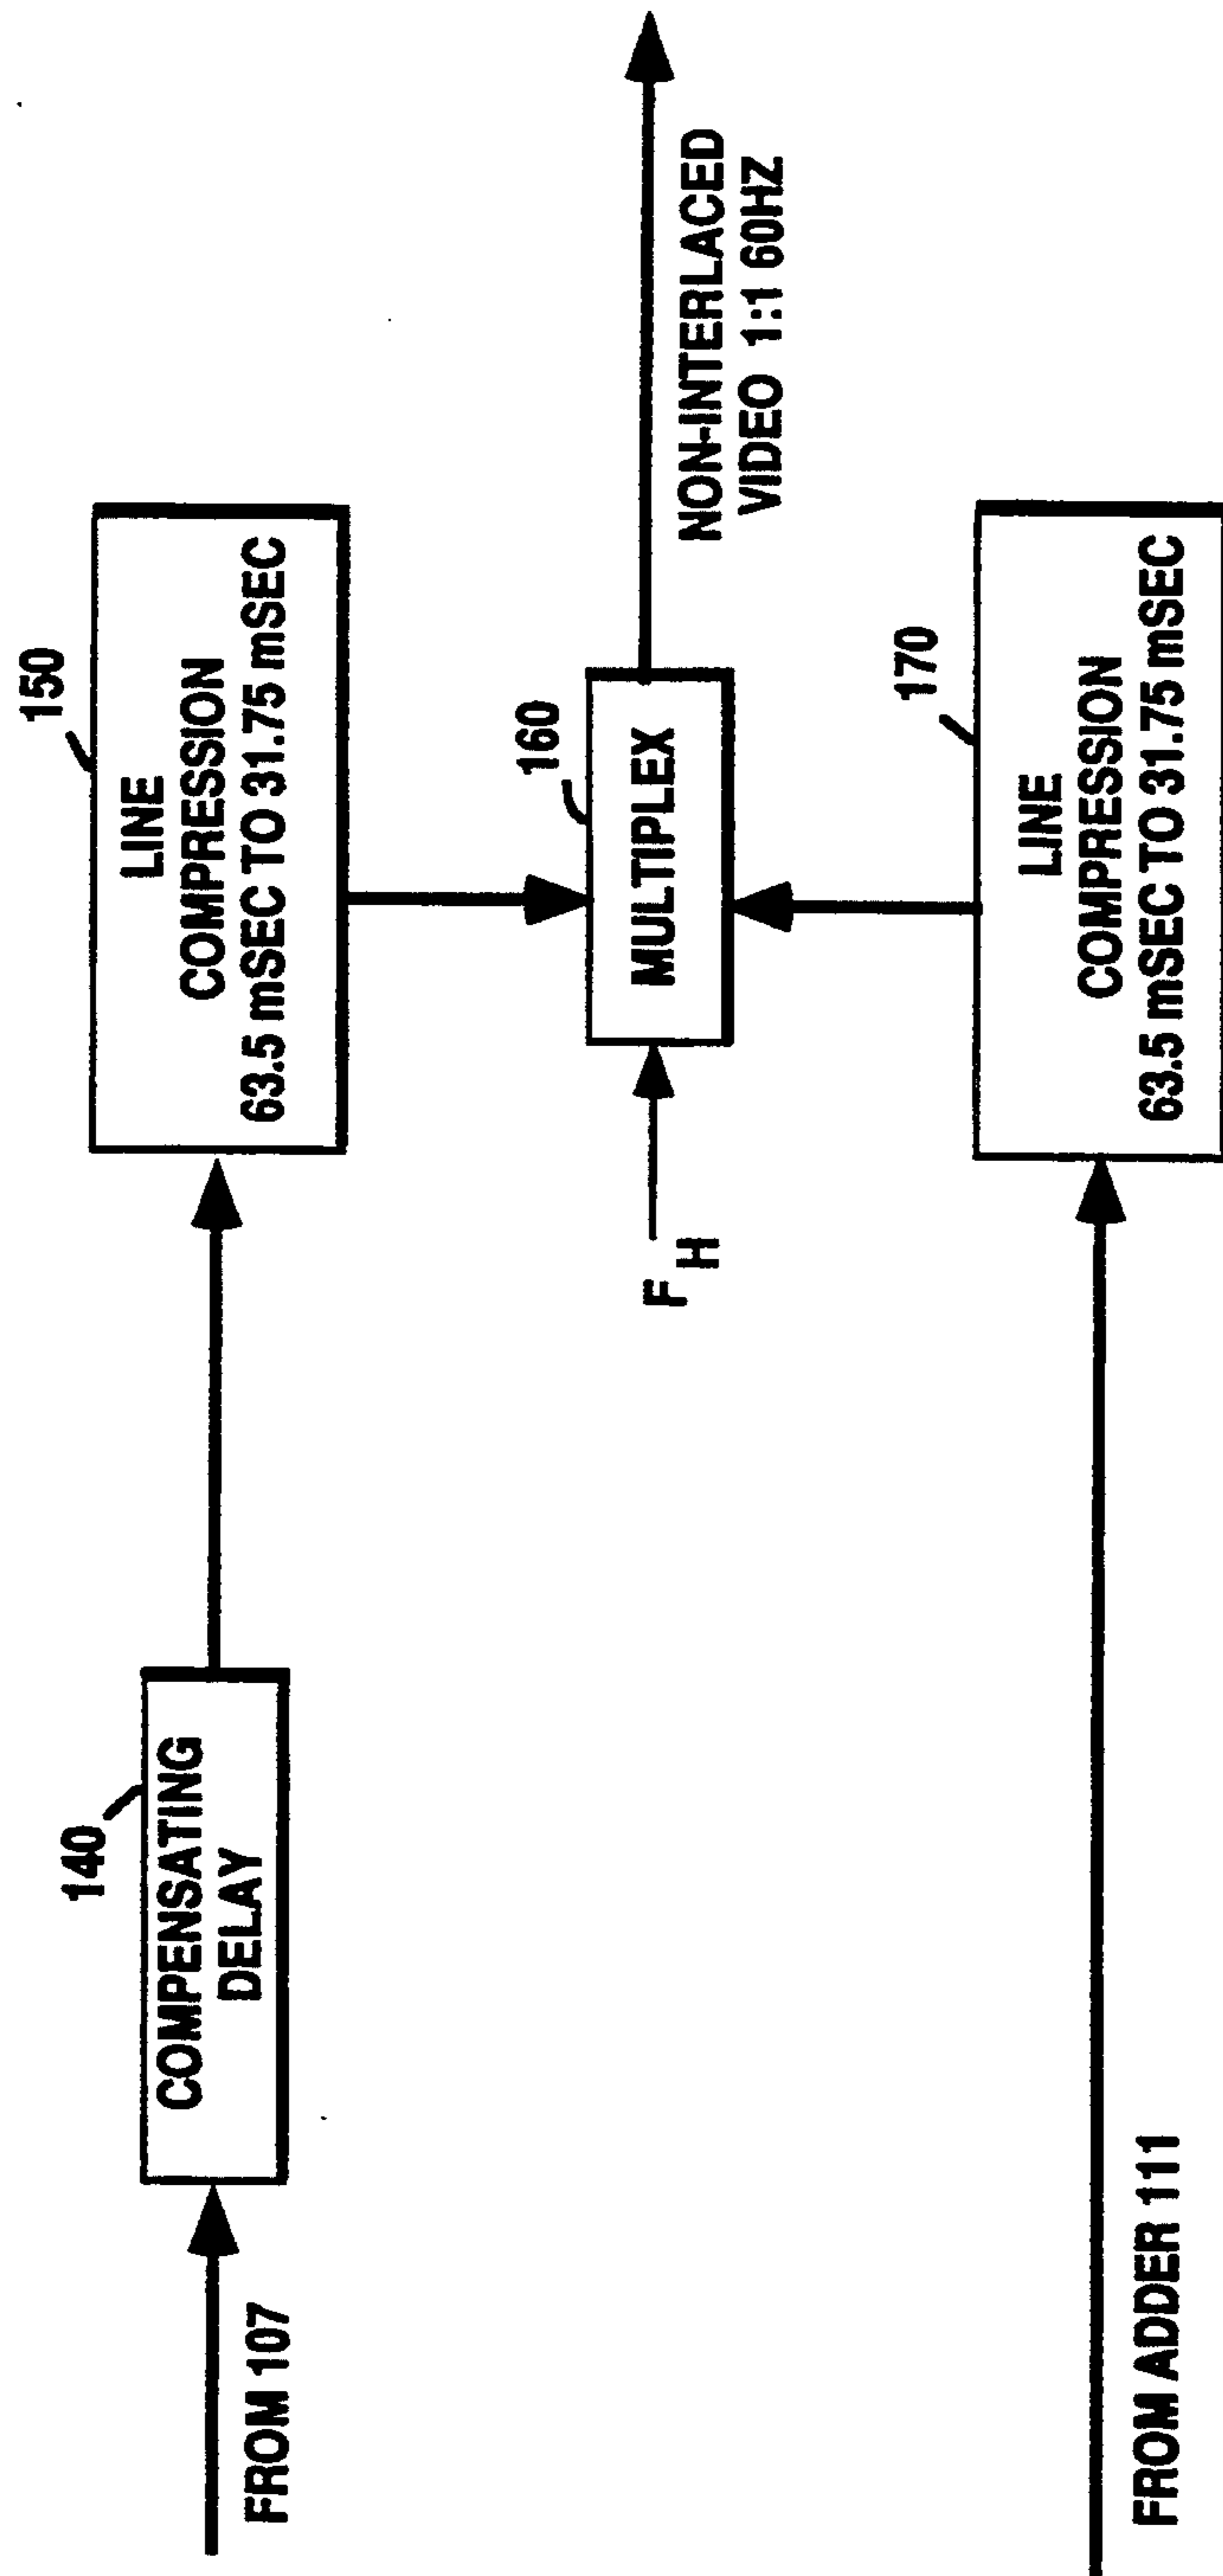 FROM 107
140
COMPENSATING
DELAY
150
LINE
COMPRESSION
63.5 mSEC TO 31.75 mSEC
F H
160
MULTIPLEX
NON-INTERLACED
VIDEO 1:1 60HZ
FROM ADDER 111
170
LINE
COMPRESSION
63.5 mSEC TO 31.75 mSEC